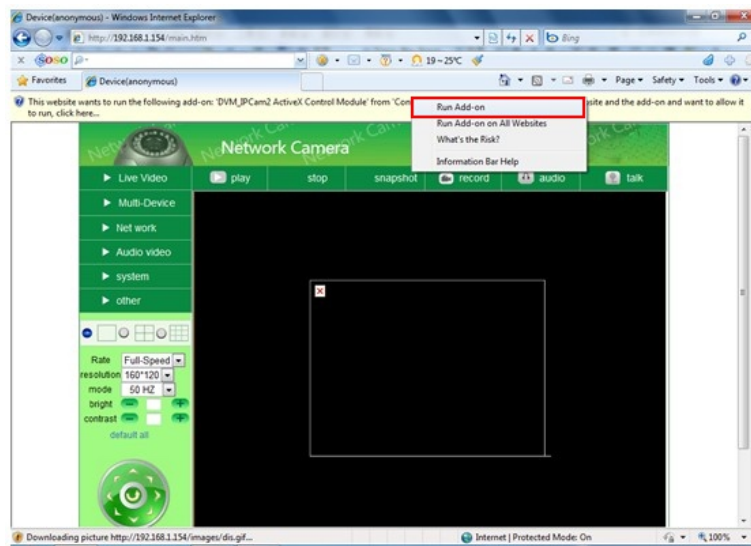 Device(anonymous) - Windows Internet Explorer
http://192.168.1.154/main.htm
Bing
SOSO
19 ~ 25℃
Favorites
Device(anonymous)
Page
Safety
Tools
This website wants to run the following add-on: 'DVM_IPCam2 ActiveX Control Module' from 'Con
site and the add-on and want to allow it
to run, click here...
Run Add-on
Run Add-on on All Websites
What's the Risk?
Information Bar Help
Network Camera
Live Video
play
stop
snapshot
record
audio
talk
Multi-Device
Net work
Audio video
system
other
Rate Full-Speed
resolution 160*120
mode 50 HZ
bright
contrast
default all
Downloading picture http://192.168.1.154/images/dis.gif...
Internet | Protected Mode: On
100%